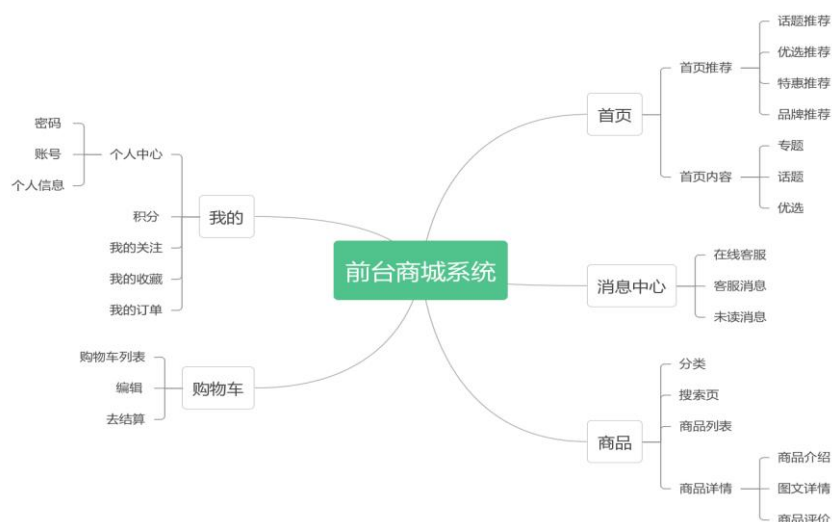 前台商城系统
首页
首页推荐
话题推荐
优选推荐
特惠推荐
品牌推荐
首页内容
专题
话题
优选
消息中心
在线客服
客服消息
未读消息
商品
分类
搜索页
商品列表
商品详情
商品介绍
图文详情
商品评价
我的
个人中心
密码
账号
个人信息
积分
我的关注
我的收藏
我的订单
购物车
购物车列表
编辑
去结算